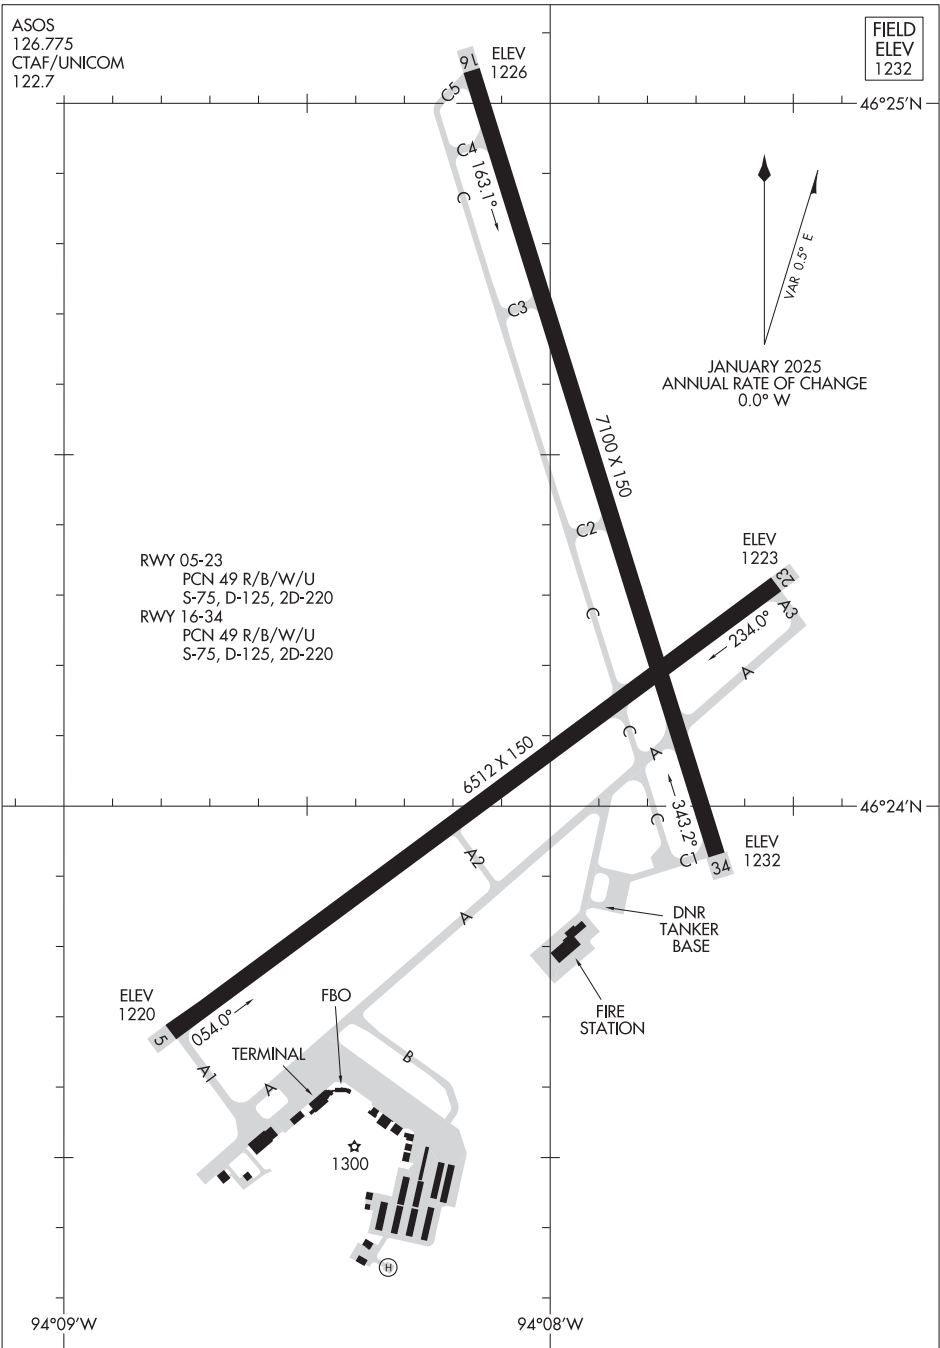 ASOS
126.775
CTAF/UNICOM
122.7
FIELD
ELEV
1232
16
ELEV
1226
C5
46°25'N
C4
163.1°
C
VAR 0.5° E
C3
JANUARY 2025
ANNUAL RATE OF CHANGE
0.0° W
7100 X 150
C2
ELEV
1223
RWY 05-23
PCN 49 R/B/W/U
S-75, D-125, 2D-220
RWY 16-34
PCN 49 R/B/W/U
S-75, D-125, 2D-220
23
A3
C
234.0°
A
C
A
6512 X 150
46°24'N
C
343.2°
C1
34
ELEV
1232
A2
A
DNR
TANKER
BASE
FIRE
STATION
ELEV
1220
5
054.0°
FBO
TERMINAL
A1
A
B
1300
H
94°09'W
94°08'W